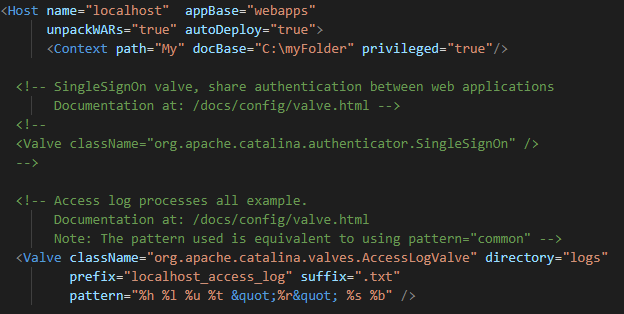 <Host name="localhost"  appBase="webapps"
      unpackWARs="true" autoDeploy="true">
      <Context path="My" docBase="C:\myFolder" privileged="true"/>

  <!-- SingleSignOn valve, share authentication between web applications
       Documentation at: /docs/config/valve.html -->
  <!--
  <Valve className="org.apache.catalina.authenticator.SingleSignOn" />
  -->

  <!-- Access log processes all example.
       Documentation at: /docs/config/valve.html
       Note: The pattern used is equivalent to using pattern="common" -->
  <Valve className="org.apache.catalina.valves.AccessLogValve" directory="logs"
         prefix="localhost_access_log" suffix=".txt"
         pattern="%h %l %u %t &quot;%r&quot; %s %b" />